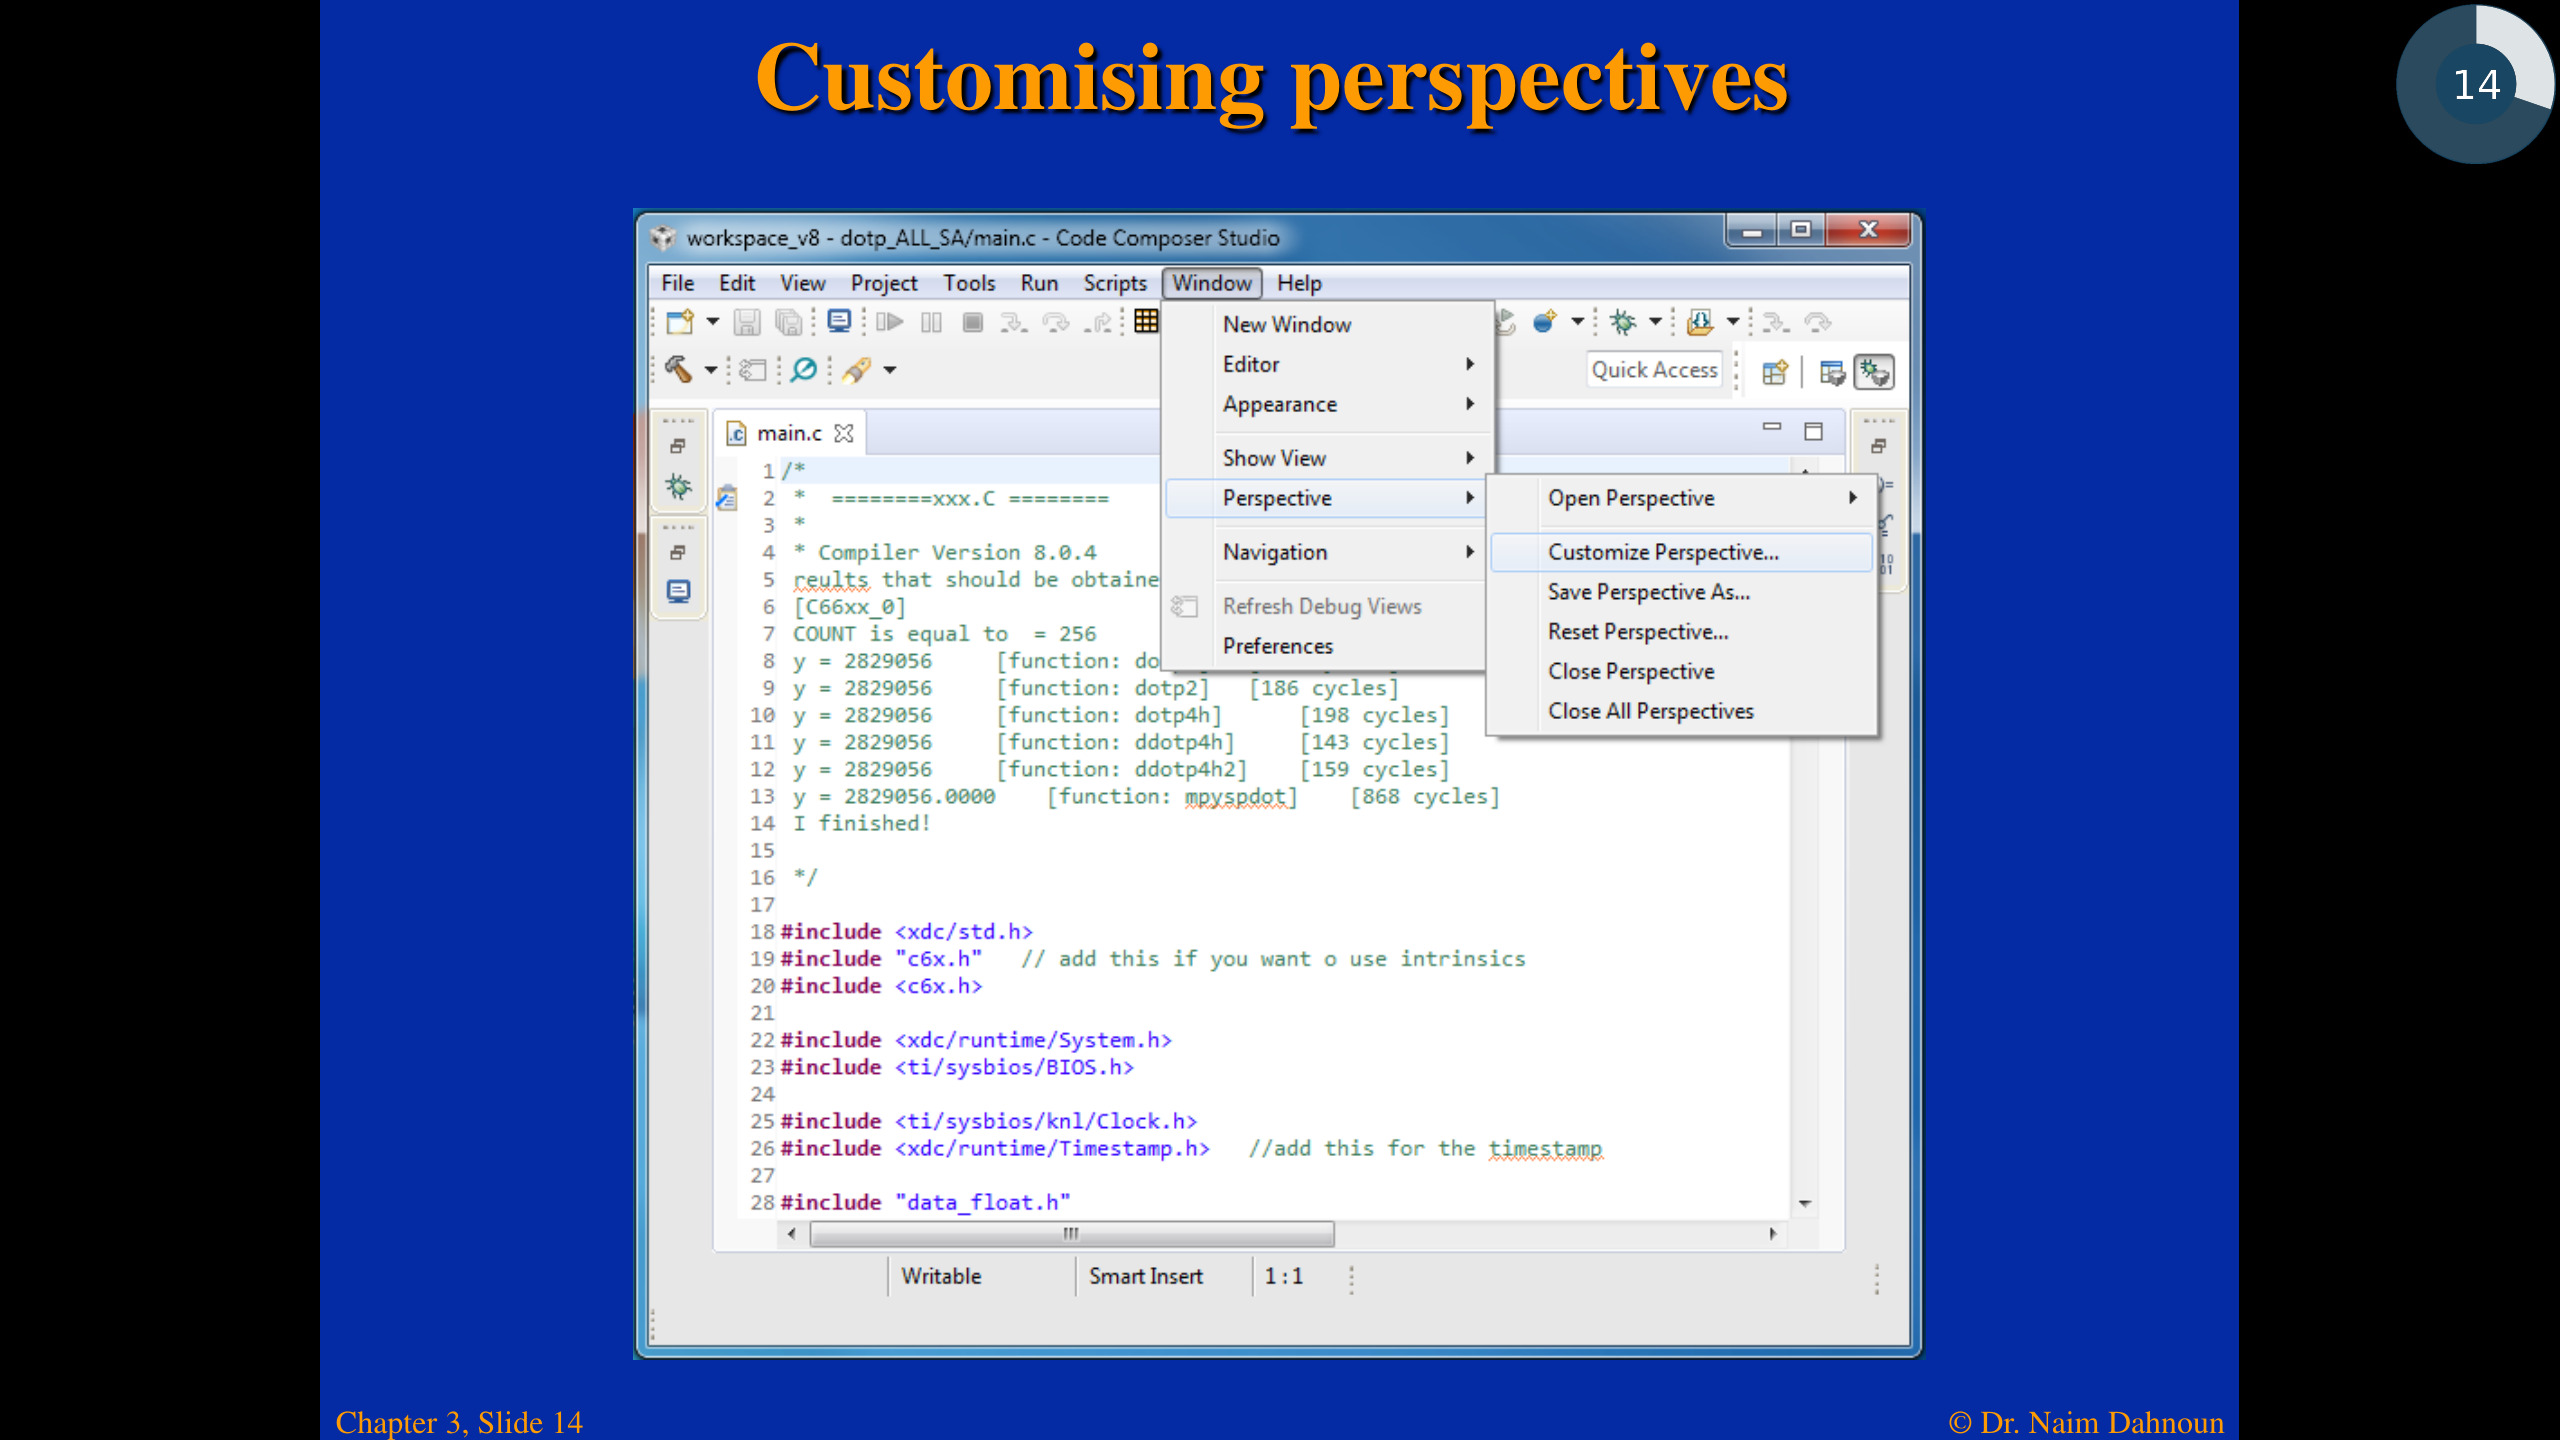 Customising perspectives
14
workspace_v8 - dotp_ALL_SA/main.c - Code Composer Studio
File Edit View Project Tools Run Scripts Window Help
New Window
Editor
Appearance
Show View
Perspective
Navigation
Refresh Debug Views
Preferences
Open Perspective
Customize Perspective...
Save Perspective As...
Reset Perspective...
Close Perspective
Close All Perspectives
Quick Access
main.c
1 /*
2 * ========xxx.C ========
3 *
4 * Compiler Version 8.0.4
5 reults that should be obtaine
6 [C66xx_0]
7 COUNT is equal to = 256
8 y = 2829056 [function: do
9 y = 2829056 [function: dotp2] [186 cycles]
10 y = 2829056 [function: dotp4h] [198 cycles]
11 y = 2829056 [function: ddotp4h] [143 cycles]
12 y = 2829056 [function: ddotp4h2] [159 cycles]
13 y = 2829056.0000 [function: mpyspdot] [868 cycles]
14 I finished!
15
16 */
17
18 #include <xdc/std.h>
19 #include "c6x.h" // add this if you want o use intrinsics
20 #include <c6x.h>
21
22 #include <xdc/runtime/System.h>
23 #include <ti/sysbios/BIOS.h>
24
25 #include <ti/sysbios/knl/Clock.h>
26 #include <xdc/runtime/Timestamp.h> //add this for the timestamp
27
28 #include "data_float.h"
Writable Smart Insert 1 : 1
Chapter 3, Slide 14
© Dr. Naim Dahnoun